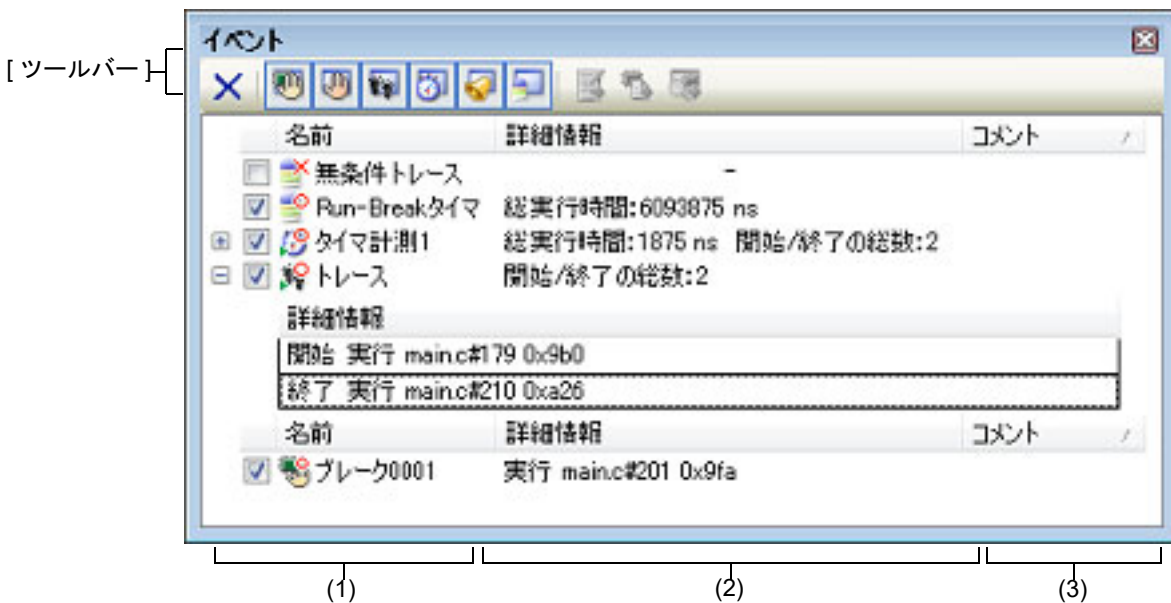 イベント
[ ツールバー ]
名前 詳細情報 コメント
無条件トレース -
Run-Breakタイマ 総実行時間:6093875 ns
タイマ計測1 総実行時間:1875 ns 開始/終了の総数:2
トレース 開始/終了の総数:2
詳細情報
開始 実行 main.c#179 0x9b0
終了 実行 main.c#210 0xa26
名前 詳細情報 コメント
ブレーク0001 実行 main.c#201 0x9fa
(1) (2) (3)